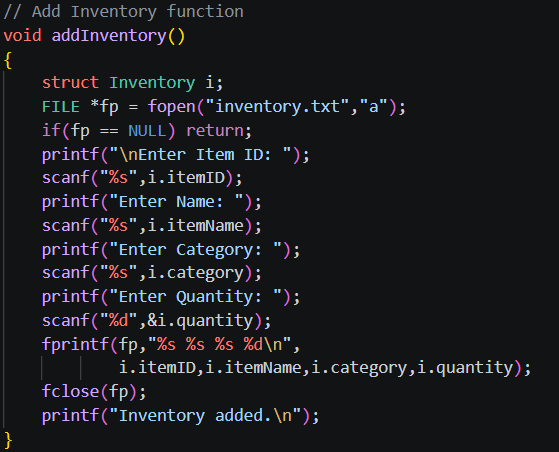 // Add Inventory function
void addInventory()
{
    struct Inventory i;
    FILE *fp = fopen("inventory.txt","a");
    if(fp == NULL) return;
    printf("\nEnter Item ID: ");
    scanf("%s",i.itemID);
    printf("Enter Name: ");
    scanf("%s",i.itemName);
    printf("Enter Category: ");
    scanf("%s",i.category);
    printf("Enter Quantity: ");
    scanf("%d",&i.quantity);
    fprintf(fp,"%s %s %s %d\n",
            i.itemID,i.itemName,i.category,i.quantity);
    fclose(fp);
    printf("Inventory added.\n");
}